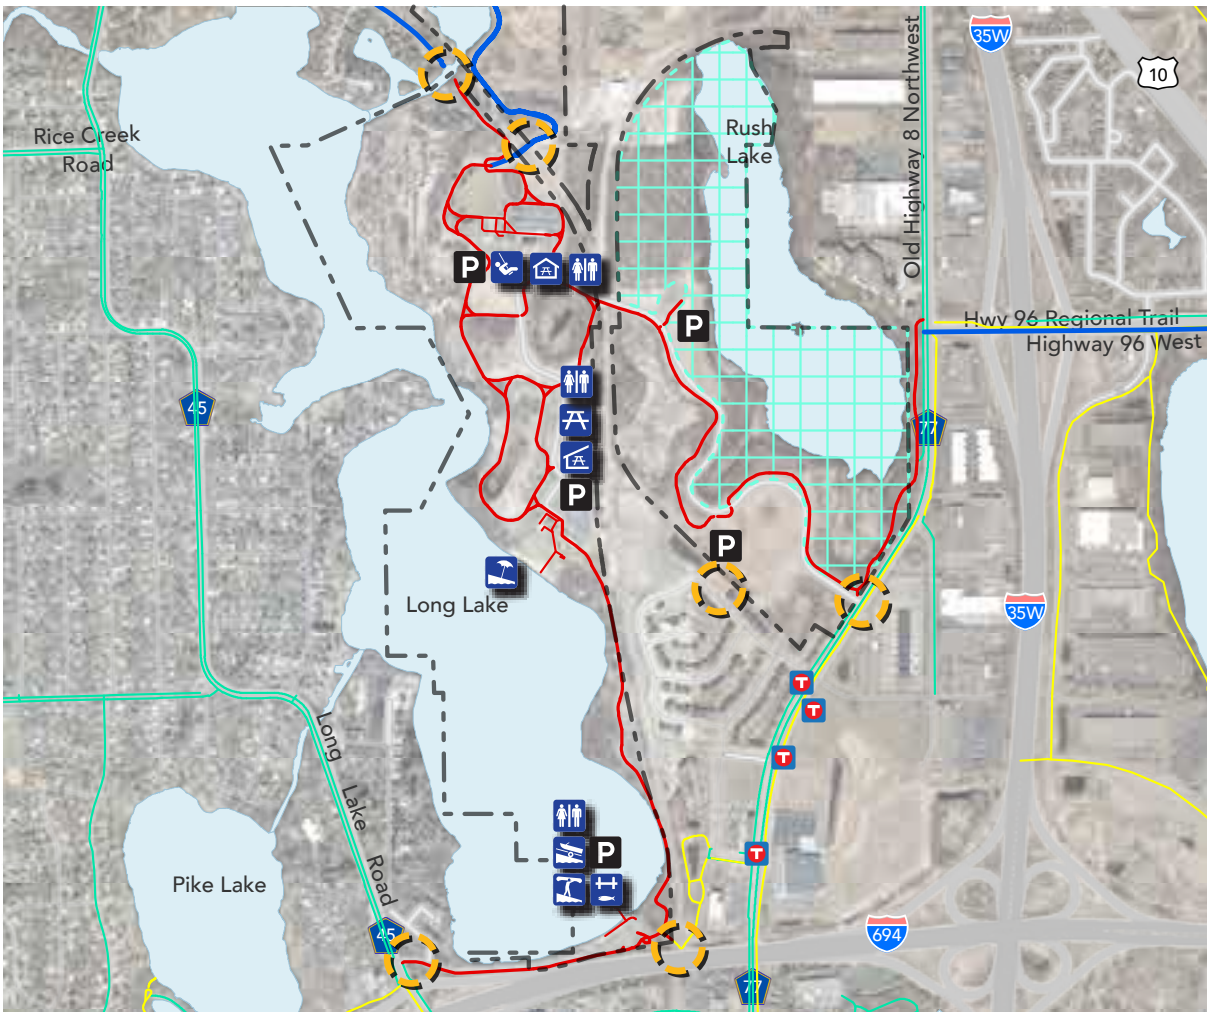 35W
10
Old Highway 8 Northwest
Rice Creek
Road
Rush
Lake
P
P
Hwy 96 Regional Trail
Highway 96 West
45
77
P
P
Long Lake
35W
T
T
T
T
Long Lake Road
P
Pike Lake
45
694
77